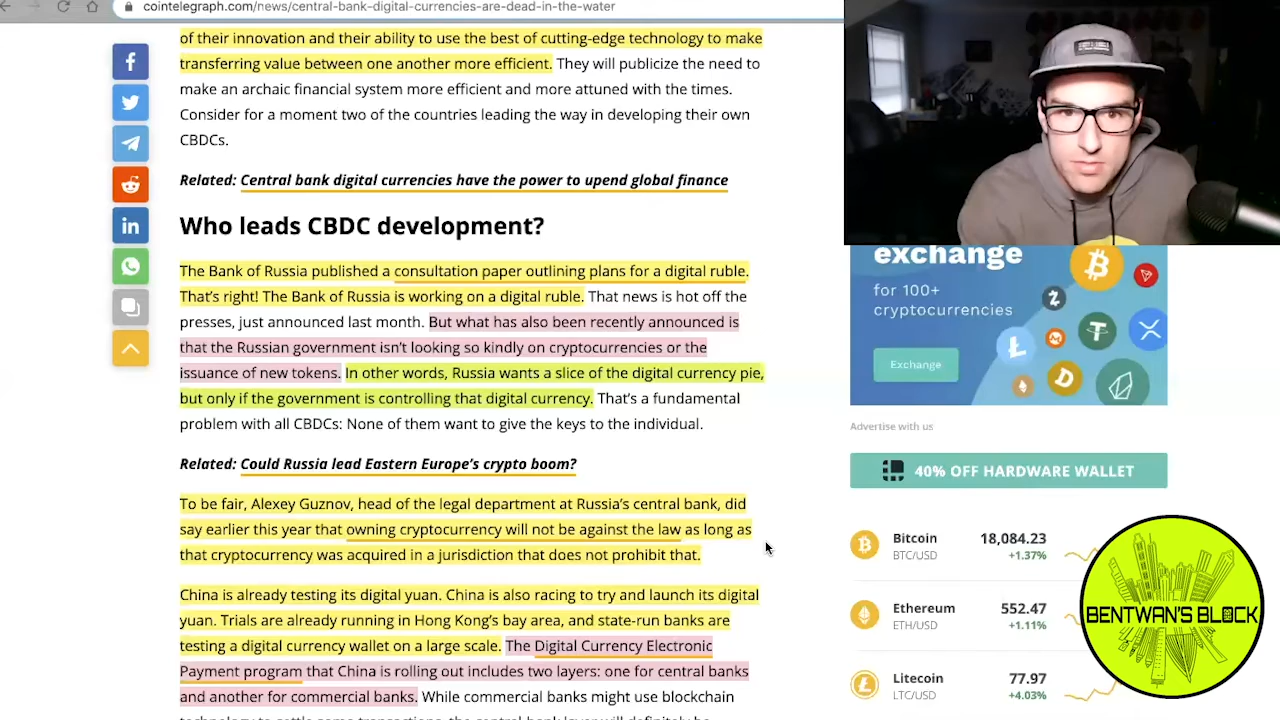 cointelegraph.com/news/central-bank-digital-currencies-are-dead-in-the-water
of their innovation and their ability to use the best of cutting-edge technology to make
transferring value between one another more efficient. They will publicize the need to
make an archaic financial system more efficient and more attuned with the times.
Consider for a moment two of the countries leading the way in developing their own
CBDCs.
Related: Central bank digital currencies have the power to upend global finance
Who leads CBDC development?
The Bank of Russia published a consultation paper outlining plans for a digital ruble.
That’s right! The Bank of Russia is working on a digital ruble. That news is hot off the
presses, just announced last month. But what has also been recently announced is
that the Russian government isn’t looking so kindly on cryptocurrencies or the
issuance of new tokens. In other words, Russia wants a slice of the digital currency pie,
but only if the government is controlling that digital currency. That’s a fundamental
problem with all CBDCs: None of them want to give the keys to the individual.
Related: Could Russia lead Eastern Europe’s crypto boom?
To be fair, Alexey Guznov, head of the legal department at Russia’s central bank, did
say earlier this year that owning cryptocurrency will not be against the law as long as
that cryptocurrency was acquired in a jurisdiction that does not prohibit that.
China is already testing its digital yuan. China is also racing to try and launch its digital
yuan. Trials are already running in Hong Kong’s bay area, and state-run banks are
testing a digital currency wallet on a large scale. The Digital Currency Electronic
Payment program that China is rolling out includes two layers: one for central banks
and another for commercial banks. While commercial banks might use blockchain
exchange
for 100+
cryptocurrencies
Exchange
Advertise with us
40% OFF HARDWARE WALLET
Bitcoin 18,084.23
BTC/USD +1.37%
Ethereum 552.47
ETH/USD +1.11%
Litecoin 77.97
LTC/USD +4.03%
BENTWAN'S BLOCK